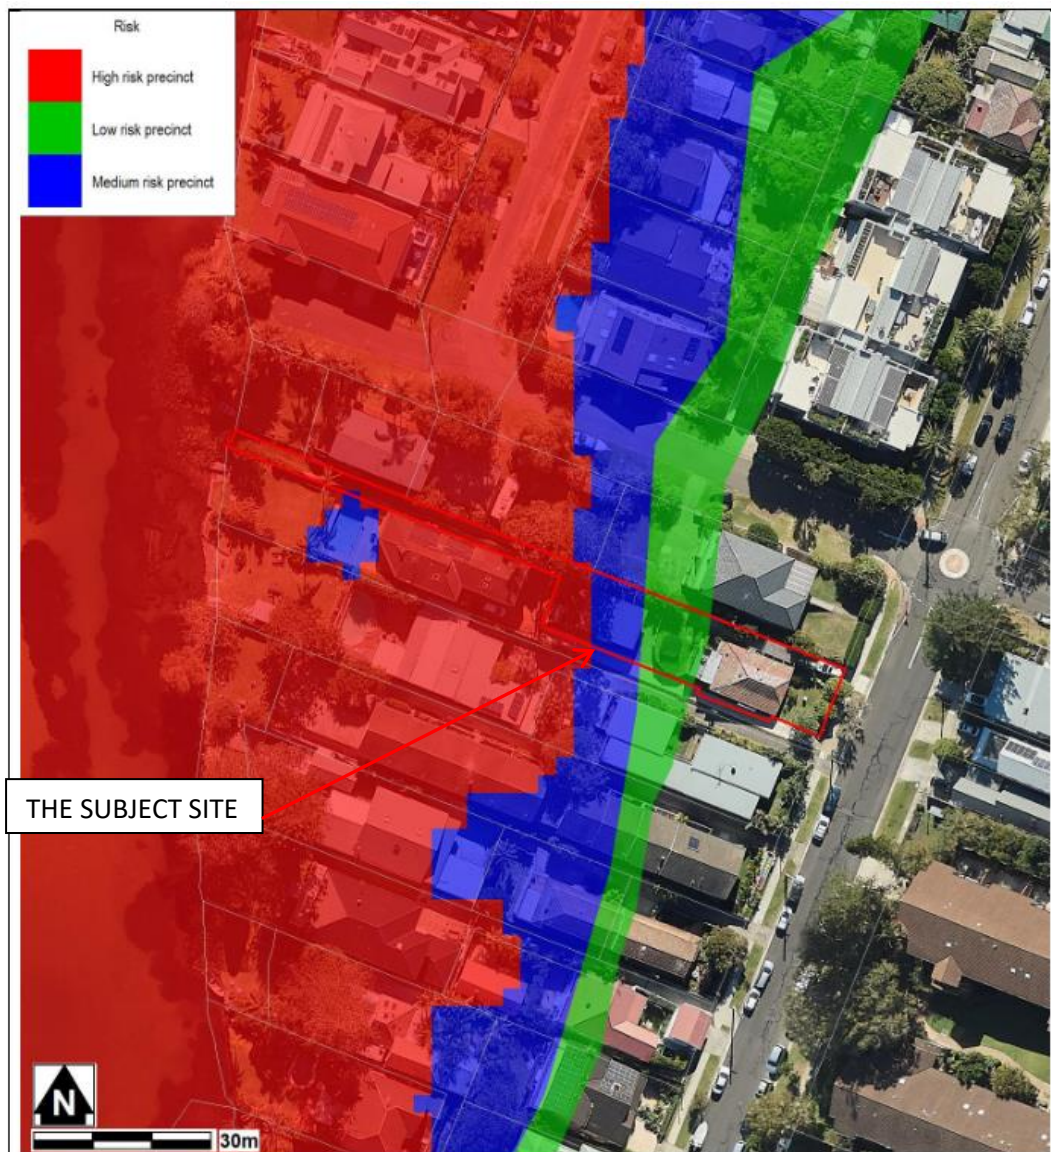 Risk
High risk precinct
Low risk precinct
Medium risk precinct
THE SUBJECT SITE
N
30m